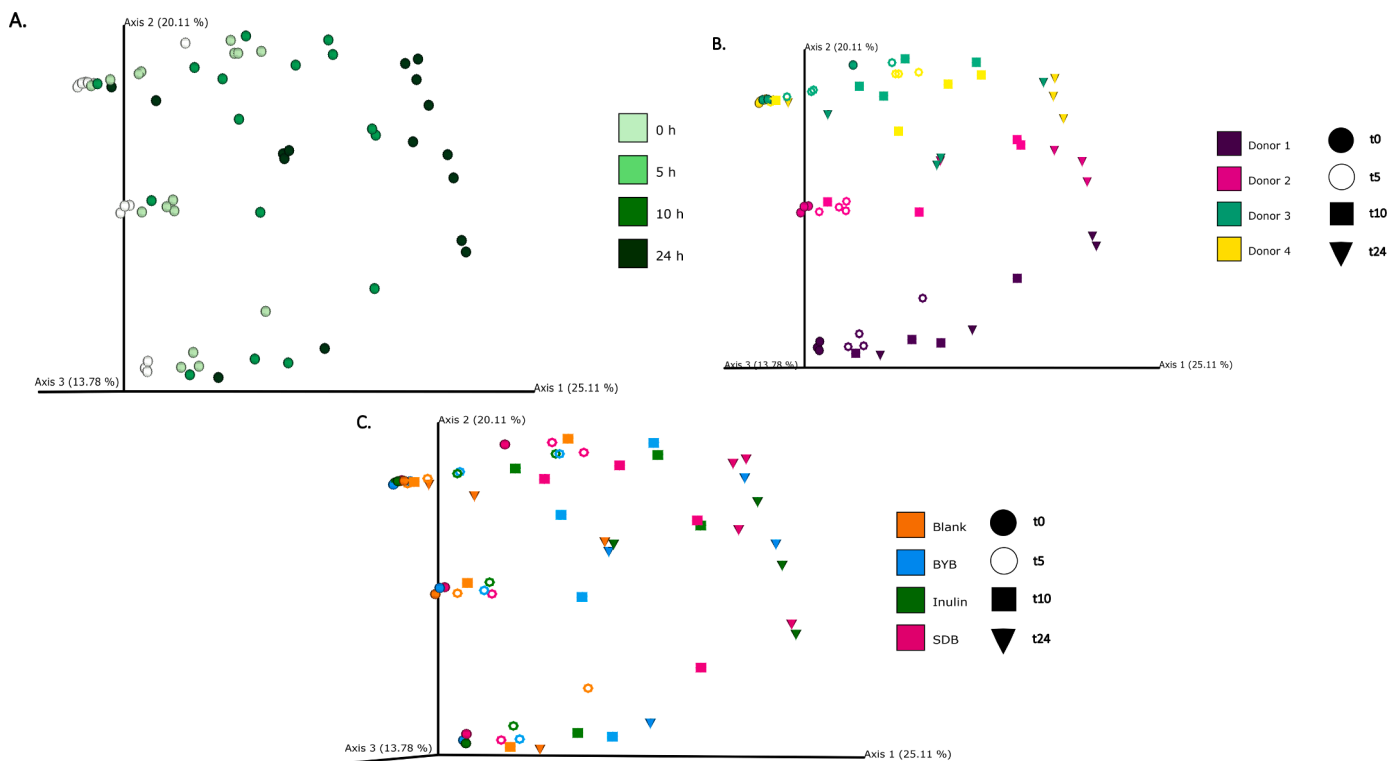 A.
Axis 2 (20.11 %)
0 h
5 h
10 h
24 h
Axis 3 (13.78 %)
Axis 1 (25.11 %)
B.
Axis 2 (20.11 %)
Donor 1
Donor 2
Donor 3
Donor 4
t0
t5
t10
t24
Axis 3 (13.78 %)
Axis 1 (25.11 %)
C.
Axis 2 (20.11 %)
Blank
BYB
Inulin
SDB
t0
t5
t10
t24
Axis 3 (13.78 %)
Axis 1 (25.11 %)